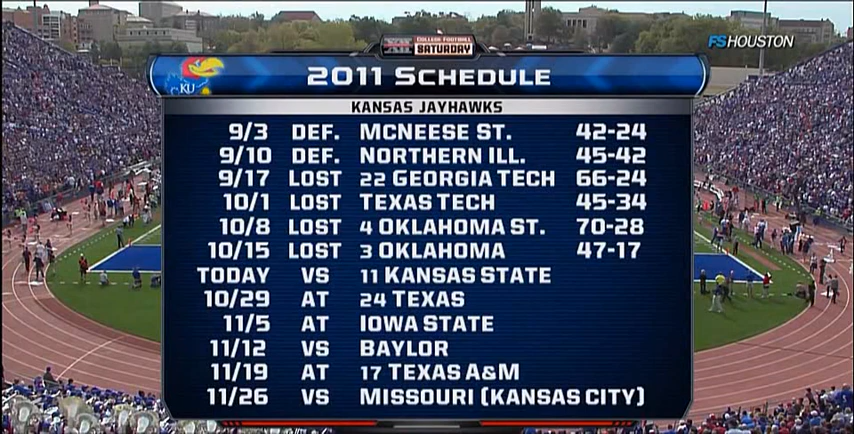 COLLEGE FOOTBALL
SATURDAY
FSHOUSTON
KU
2011 SCHEDULE
KANSAS JAYHAWKS
9/3 DEF. MCNEESE ST. 42-24
9/10 DEF. NORTHERN ILL. 45-42
9/17 LOST 22 GEORGIA TECH 66-24
10/1 LOST TEXAS TECH 45-34
10/8 LOST 4 OKLAHOMA ST. 70-28
10/15 LOST 3 OKLAHOMA 47-17
TODAY VS 11 KANSAS STATE
10/29 AT 24 TEXAS
11/5 AT IOWA STATE
11/12 VS BAYLOR
11/19 AT 17 TEXAS A&M
11/26 VS MISSOURI (KANSAS CITY)